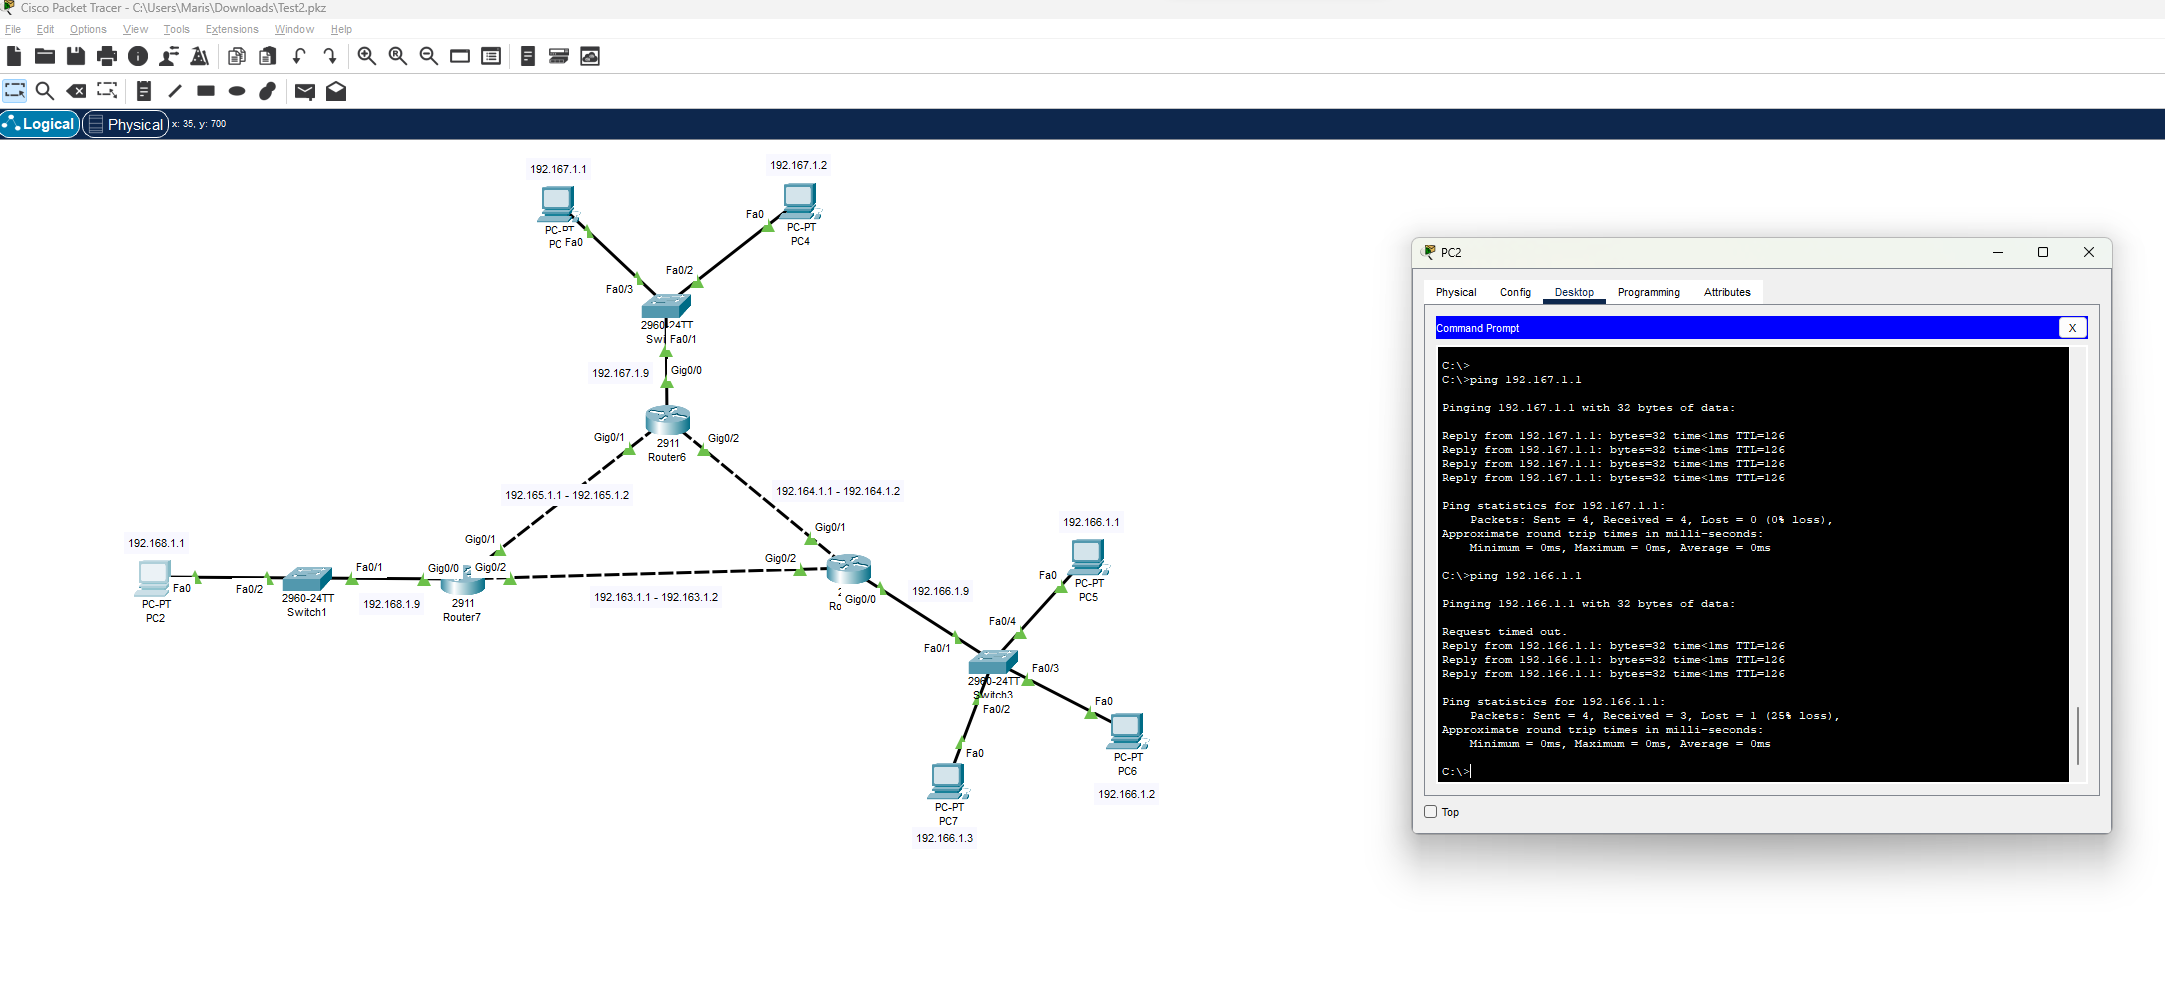 Cisco Packet Tracer - C:\Users\Maris\Downloads\Test2.pkz
File Edit Options View Tools Extensions Window Help
Logical Physical x: 35, y: 700
192.167.1.1
192.167.1.2
PC-PT
PC Fa0
Fa0
PC-PT
PC4
Fa0/3
Fa0/2
2960-24TT
Swi Fa0/1
192.167.1.9
Gig0/0
Gig0/1
Gig0/2
2911
Router6
192.165.1.1 - 192.165.1.2
192.164.1.1 - 192.164.1.2
192.168.1.1
Fa0
PC-PT
PC2
Fa0/2
Fa0/1
2960-24TT
Switch1
192.168.1.9
Gig0/1
Gig0/0
Gig0/2
2911
Router7
192.163.1.1 - 192.163.1.2
Gig0/1
Gig0/2
Ro Gig0/0
192.166.1.9
192.166.1.1
Fa0
PC-PT
PC5
Fa0/4
Fa0/1
Fa0/3
2960-24TT
Switch3
Fa0/2
Fa0
PC-PT
PC6
192.166.1.2
Fa0
PC-PT
PC7
192.166.1.3
PC2
Physical Config Desktop Programming Attributes
Command Prompt X
C:\>
C:\>ping 192.167.1.1
Pinging 192.167.1.1 with 32 bytes of data:
Reply from 192.167.1.1: bytes=32 time<1ms TTL=126
Reply from 192.167.1.1: bytes=32 time<1ms TTL=126
Reply from 192.167.1.1: bytes=32 time<1ms TTL=126
Reply from 192.167.1.1: bytes=32 time<1ms TTL=126
Ping statistics for 192.167.1.1:
Packets: Sent = 4, Received = 4, Lost = 0 (0% loss),
Approximate round trip times in milli-seconds:
Minimum = 0ms, Maximum = 0ms, Average = 0ms
C:\>ping 192.166.1.1
Pinging 192.166.1.1 with 32 bytes of data:
Request timed out.
Reply from 192.166.1.1: bytes=32 time<1ms TTL=126
Reply from 192.166.1.1: bytes=32 time<1ms TTL=126
Reply from 192.166.1.1: bytes=32 time<1ms TTL=126
Ping statistics for 192.166.1.1:
Packets: Sent = 4, Received = 3, Lost = 1 (25% loss),
Approximate round trip times in milli-seconds:
Minimum = 0ms, Maximum = 0ms, Average = 0ms
C:\>
Top